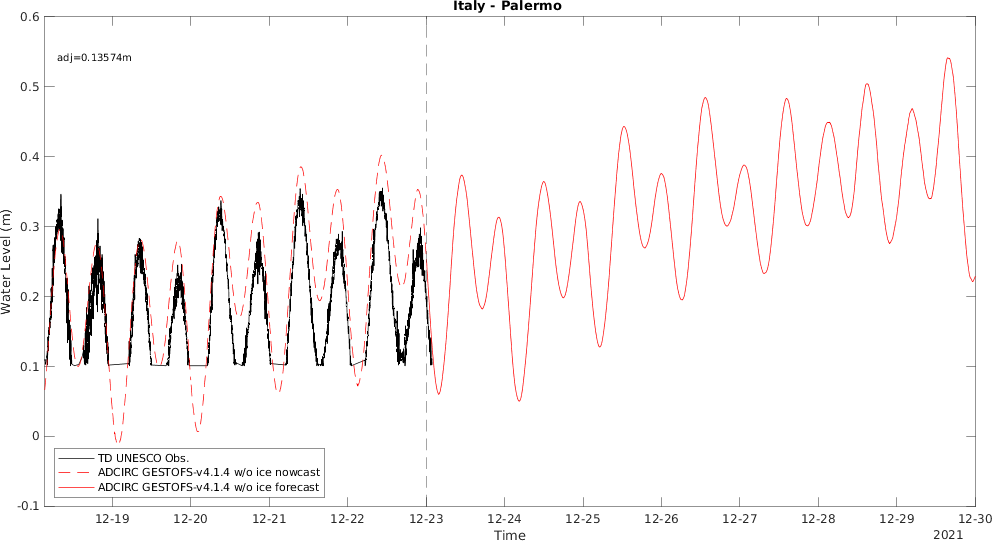 Italy - Palermo
adj=0.13574m
0.6
0.5
0.4
0.3
0.2
0.1
0
-0.1
Water Level (m)
TD UNESCO Obs.
ADCIRC GESTOFS-v4.1.4 w/o ice nowcast
ADCIRC GESTOFS-v4.1.4 w/o ice forecast
12-19 12-20 12-21 12-22 12-23 12-24 12-25 12-26 12-27 12-28 12-29 12-30
Time
2021